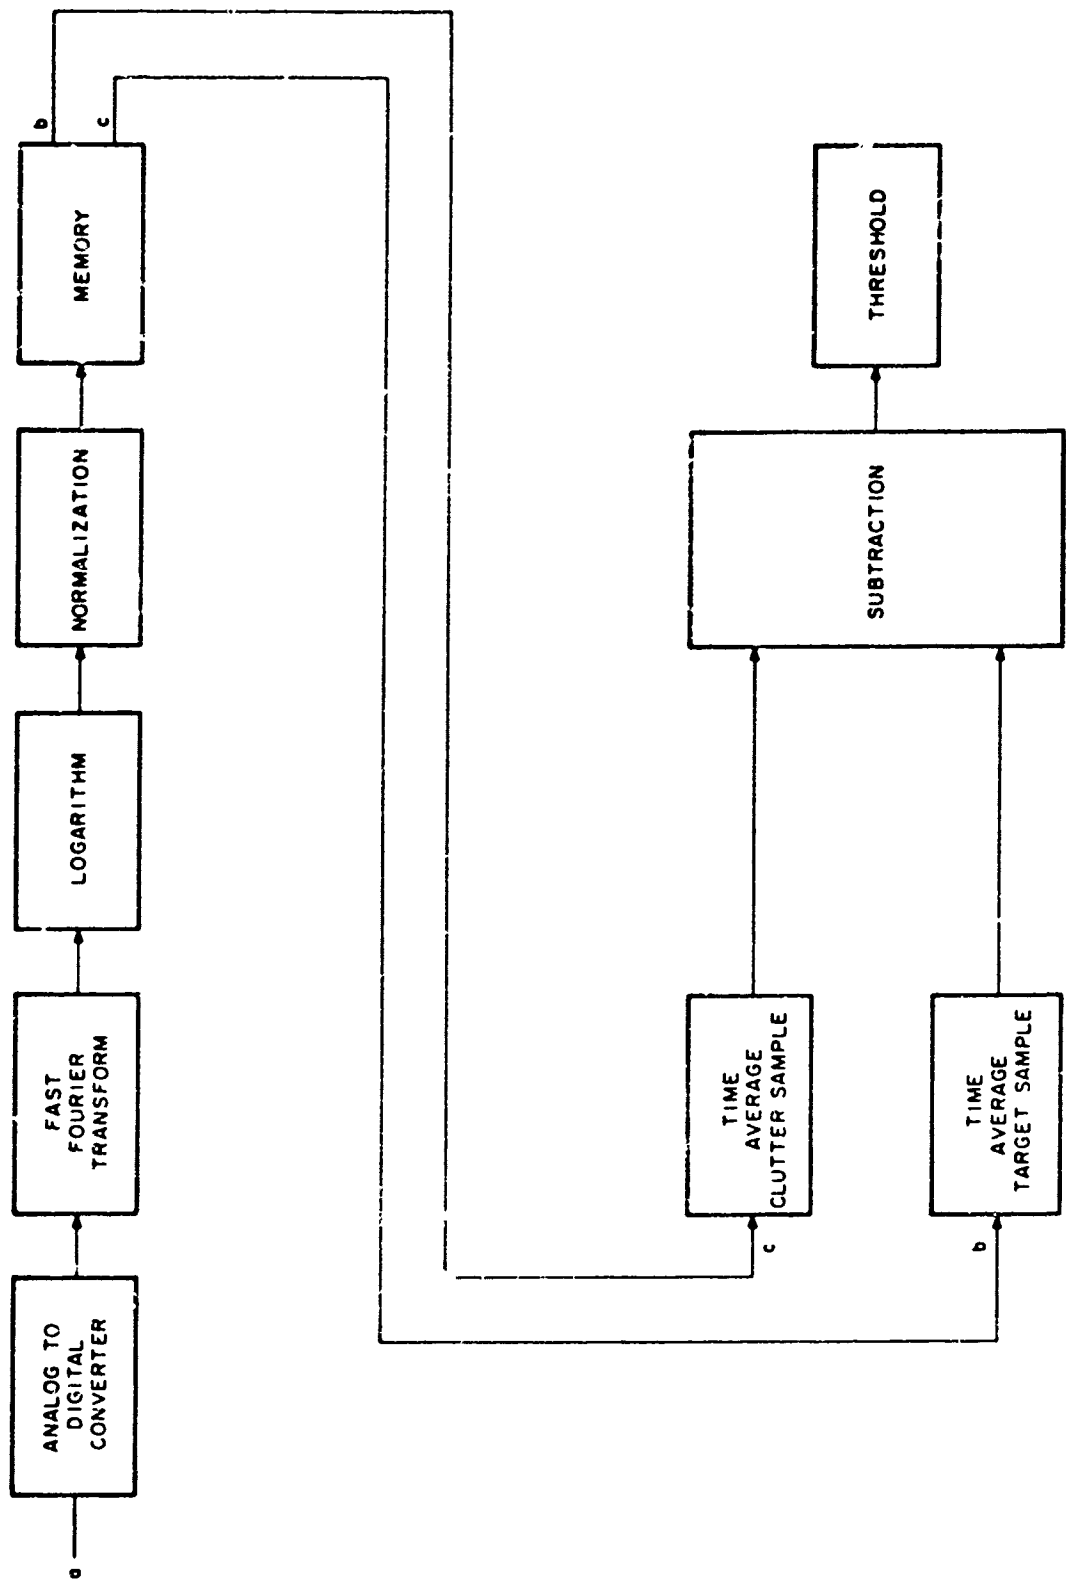 a
ANALOG TO
DIGITAL
CONVERTER
FAST
FOURIER
TRANSFORM
LOGARITHM
NORMALIZATION
MEMORY
b
c
c
TIME
AVERAGE
CLUTTER SAMPLE
b
TIME
AVERAGE
TARGET SAMPLE
SUBTRACTION
THRESHOLD